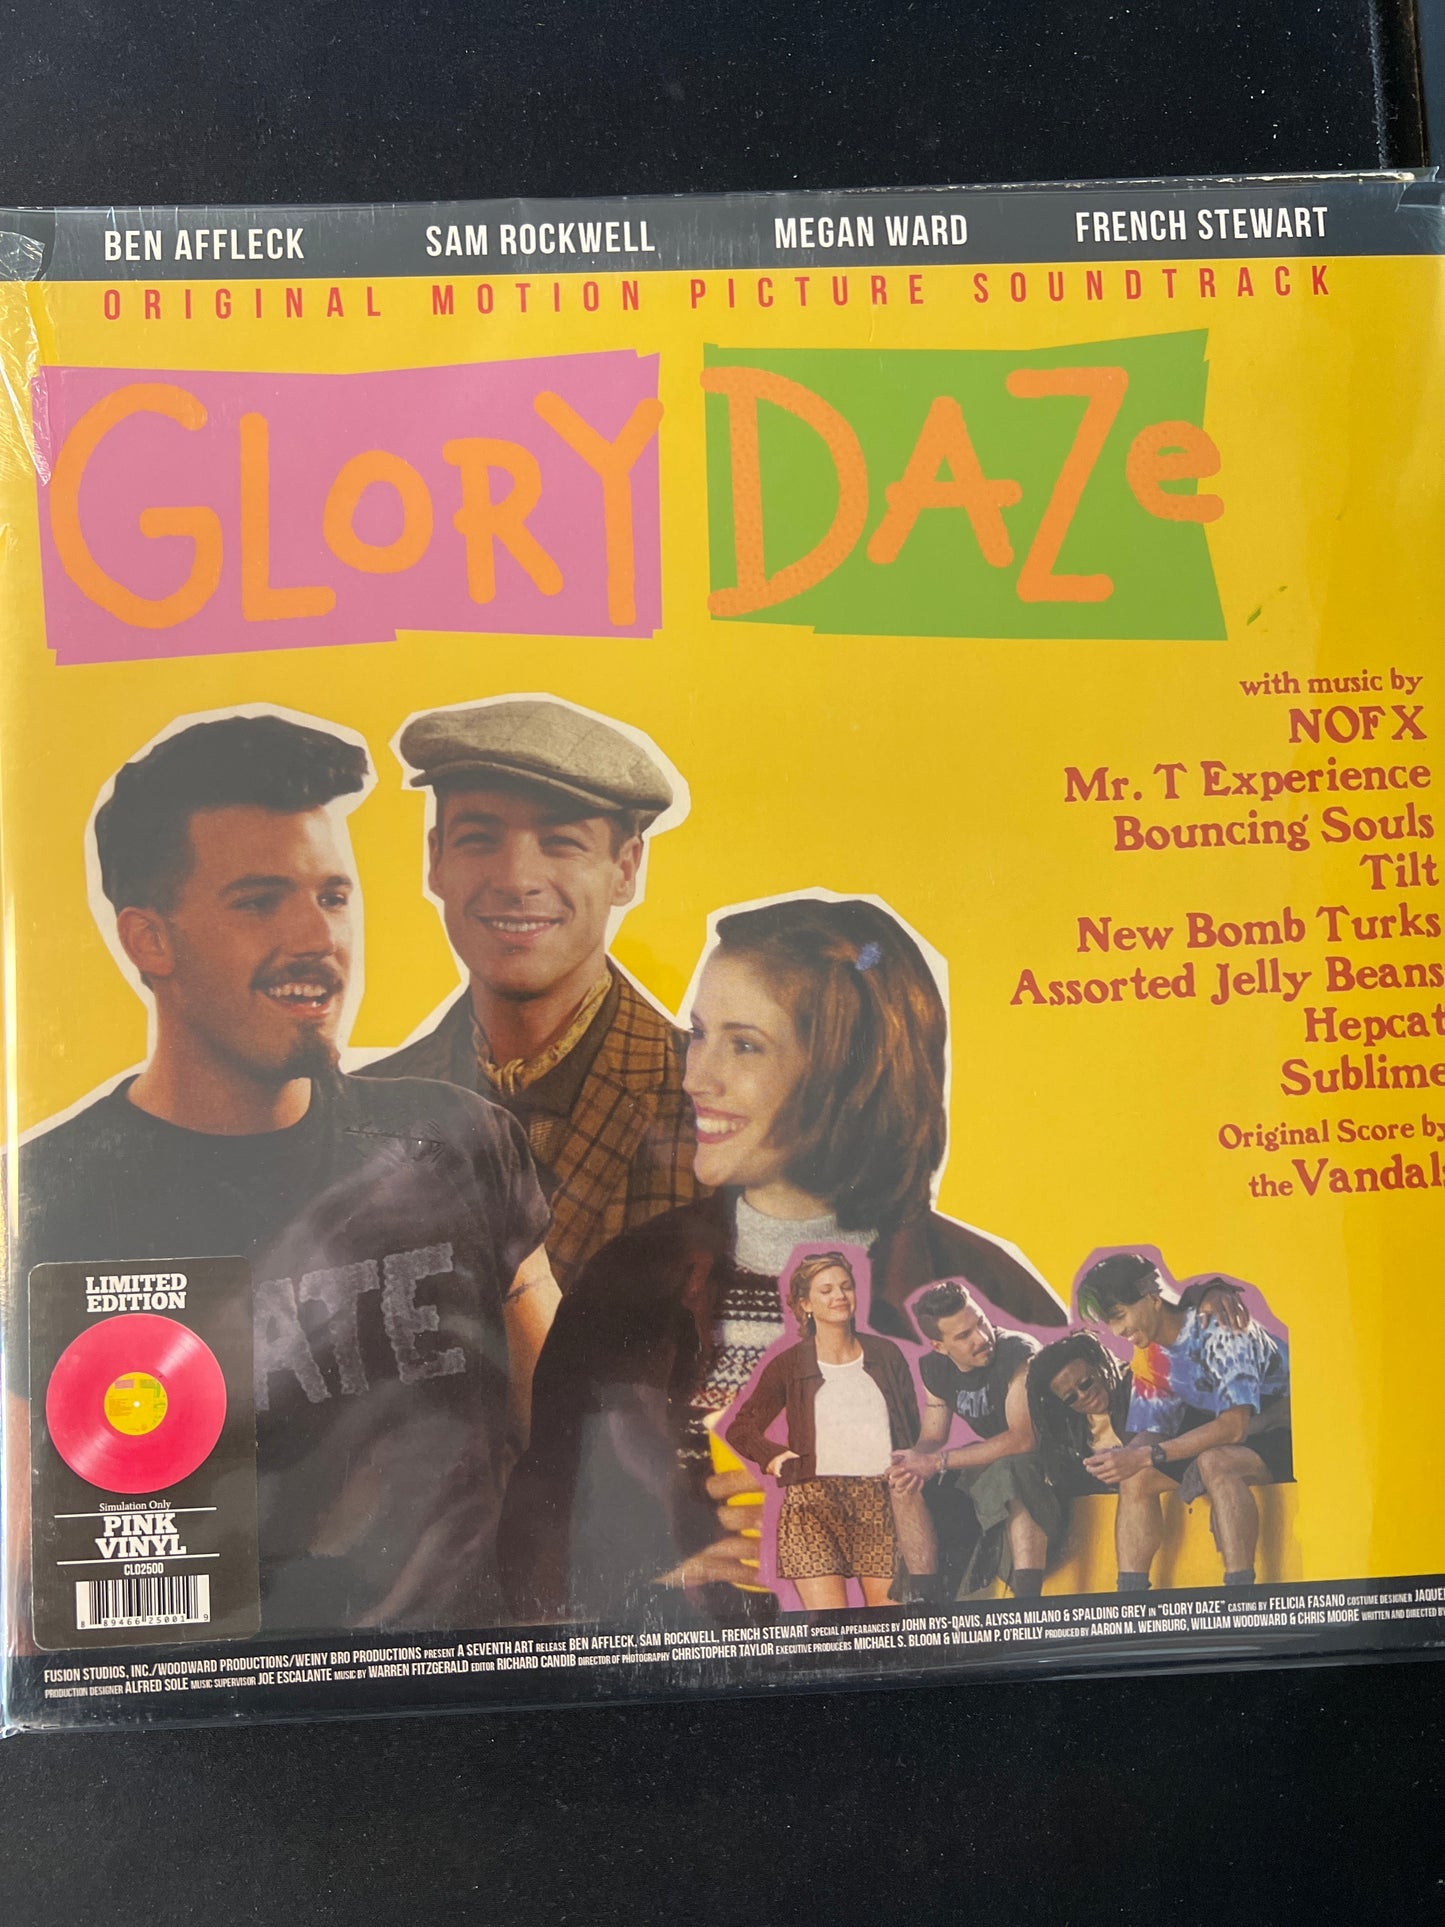 BEN AFFLECK SAM ROCKWELL MEGAN WARD FRENCH STEWART
ORIGINAL MOTION PICTURE SOUNDTRACK
GLORY DAZe
with music by
NOFX
Mr. T Experience
Bouncing Souls
Tilt
New Bomb Turks
Assorted Jelly Beans
Hepcat
Sublime
Original Score by
the Vandals
ATE
LIMITED
EDITION
Simulation Only
PINK
VINYL
CLO2500
8 89466 25001 9
FUSION STUDIOS, INC./WOODWARD PRODUCTIONS/WEINY BRO PRODUCTIONS PRESENT A SEVENTH ART RELEASE BEN AFFLECK, SAM ROCKWELL, FRENCH STEWART SPECIAL APPEARANCES BY JOHN RYS-DAVIS, ALYSSA MILANO & SPALDING GREY IN "GLORY DAZE" CASTING BY FELICIA FASANO COSTUME DESIGNER JAQUE
PRODUCTION DESIGNER ALFRED SOLE MUSIC SUPERVISOR JOE ESCALANTE MUSIC BY WARREN FITZGERALD EDITOR RICHARD CANDIB DIRECTOR OF PHOTOGRAPHY CHRISTOPHER TAYLOR EXECUTIVE PRODUCERS MICHAEL S. BLOOM & WILLIAM P. O'REILLY PRODUCED BY AARON M. WEINBURG, WILLIAM WOODWARD & CHRIS MOORE WRITTEN AND DIRECTED B